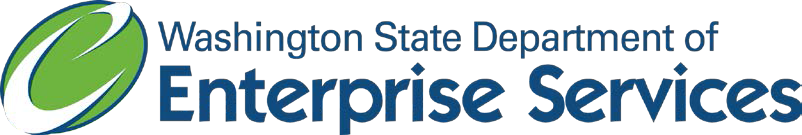 Washington State Department of
Enterprise Services